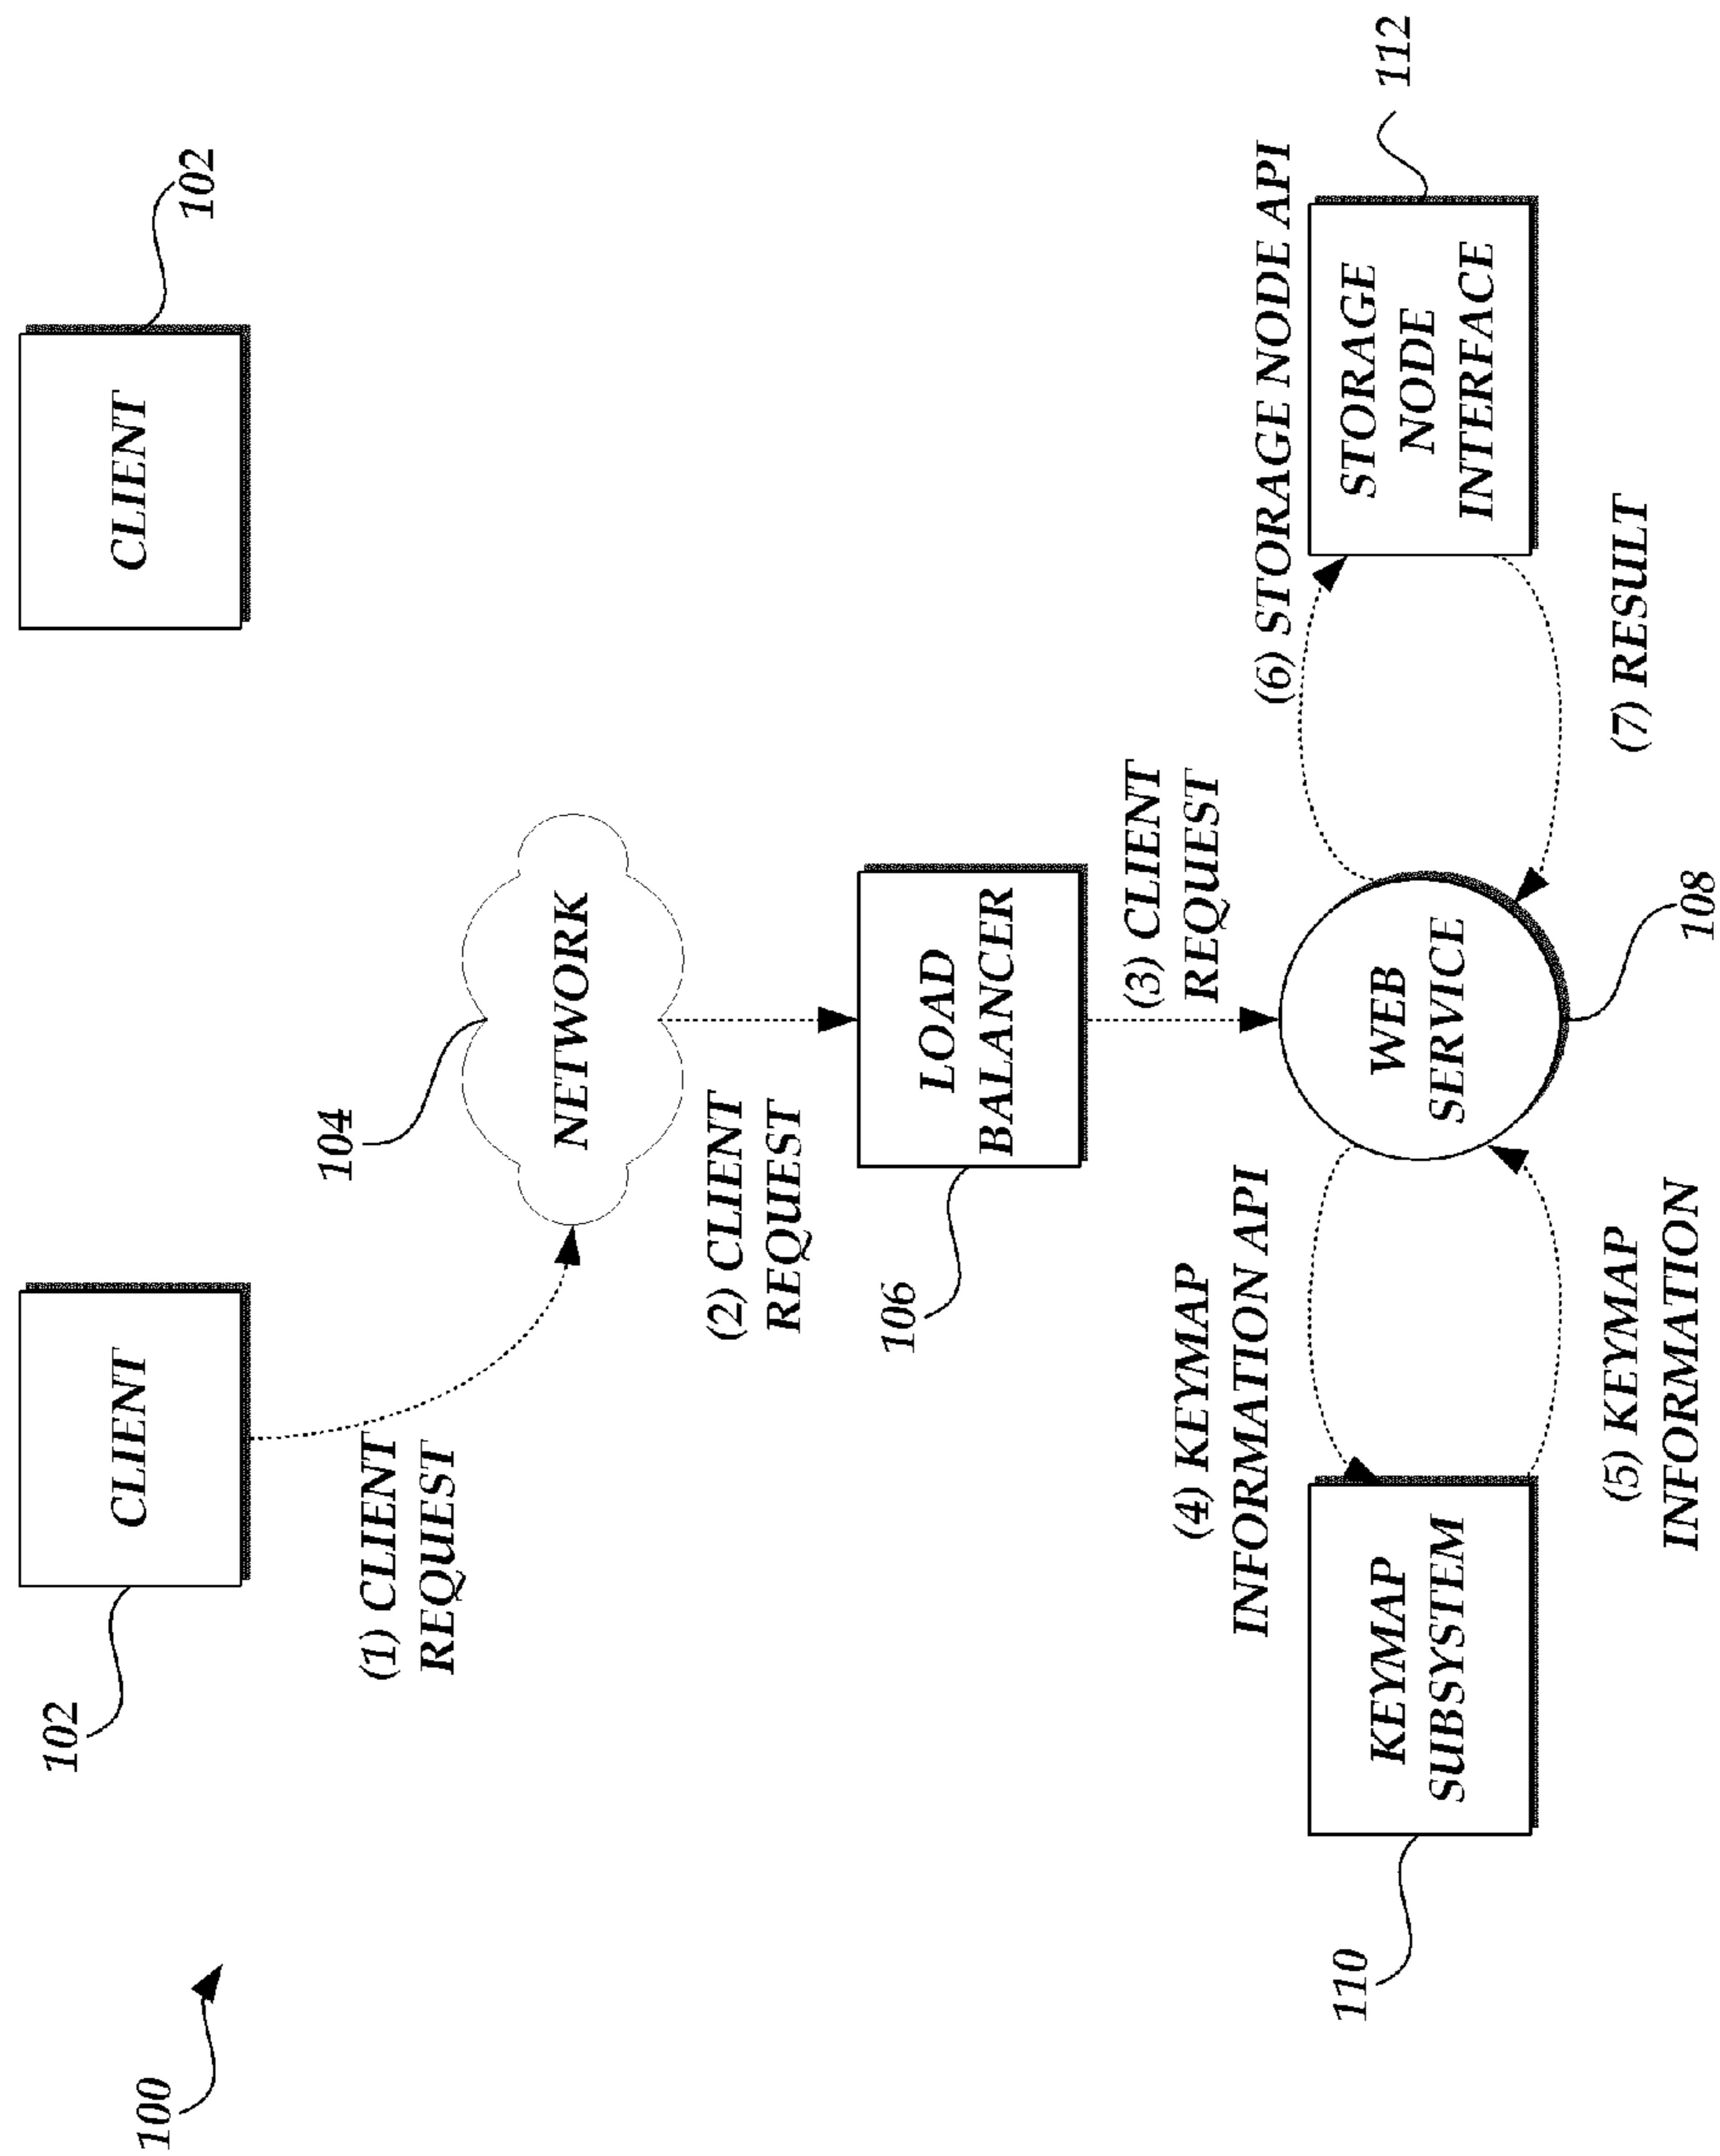 100
102
CLIENT
CLIENT
102
(1) CLIENT
REQUEST
104
NETWORK
(2) CLIENT
REQUEST
106
LOAD
BALANCER
(3) CLIENT
REQUEST
(4) KEYMAP
INFORMATION API
(6) STORAGE NODE API
110
KEYMAP
SUBSYSTEM
WEB
SERVICE
STORAGE
NODE
INTERFACE
112
(5) KEYMAP
INFORMATION
108
(7) RESULT